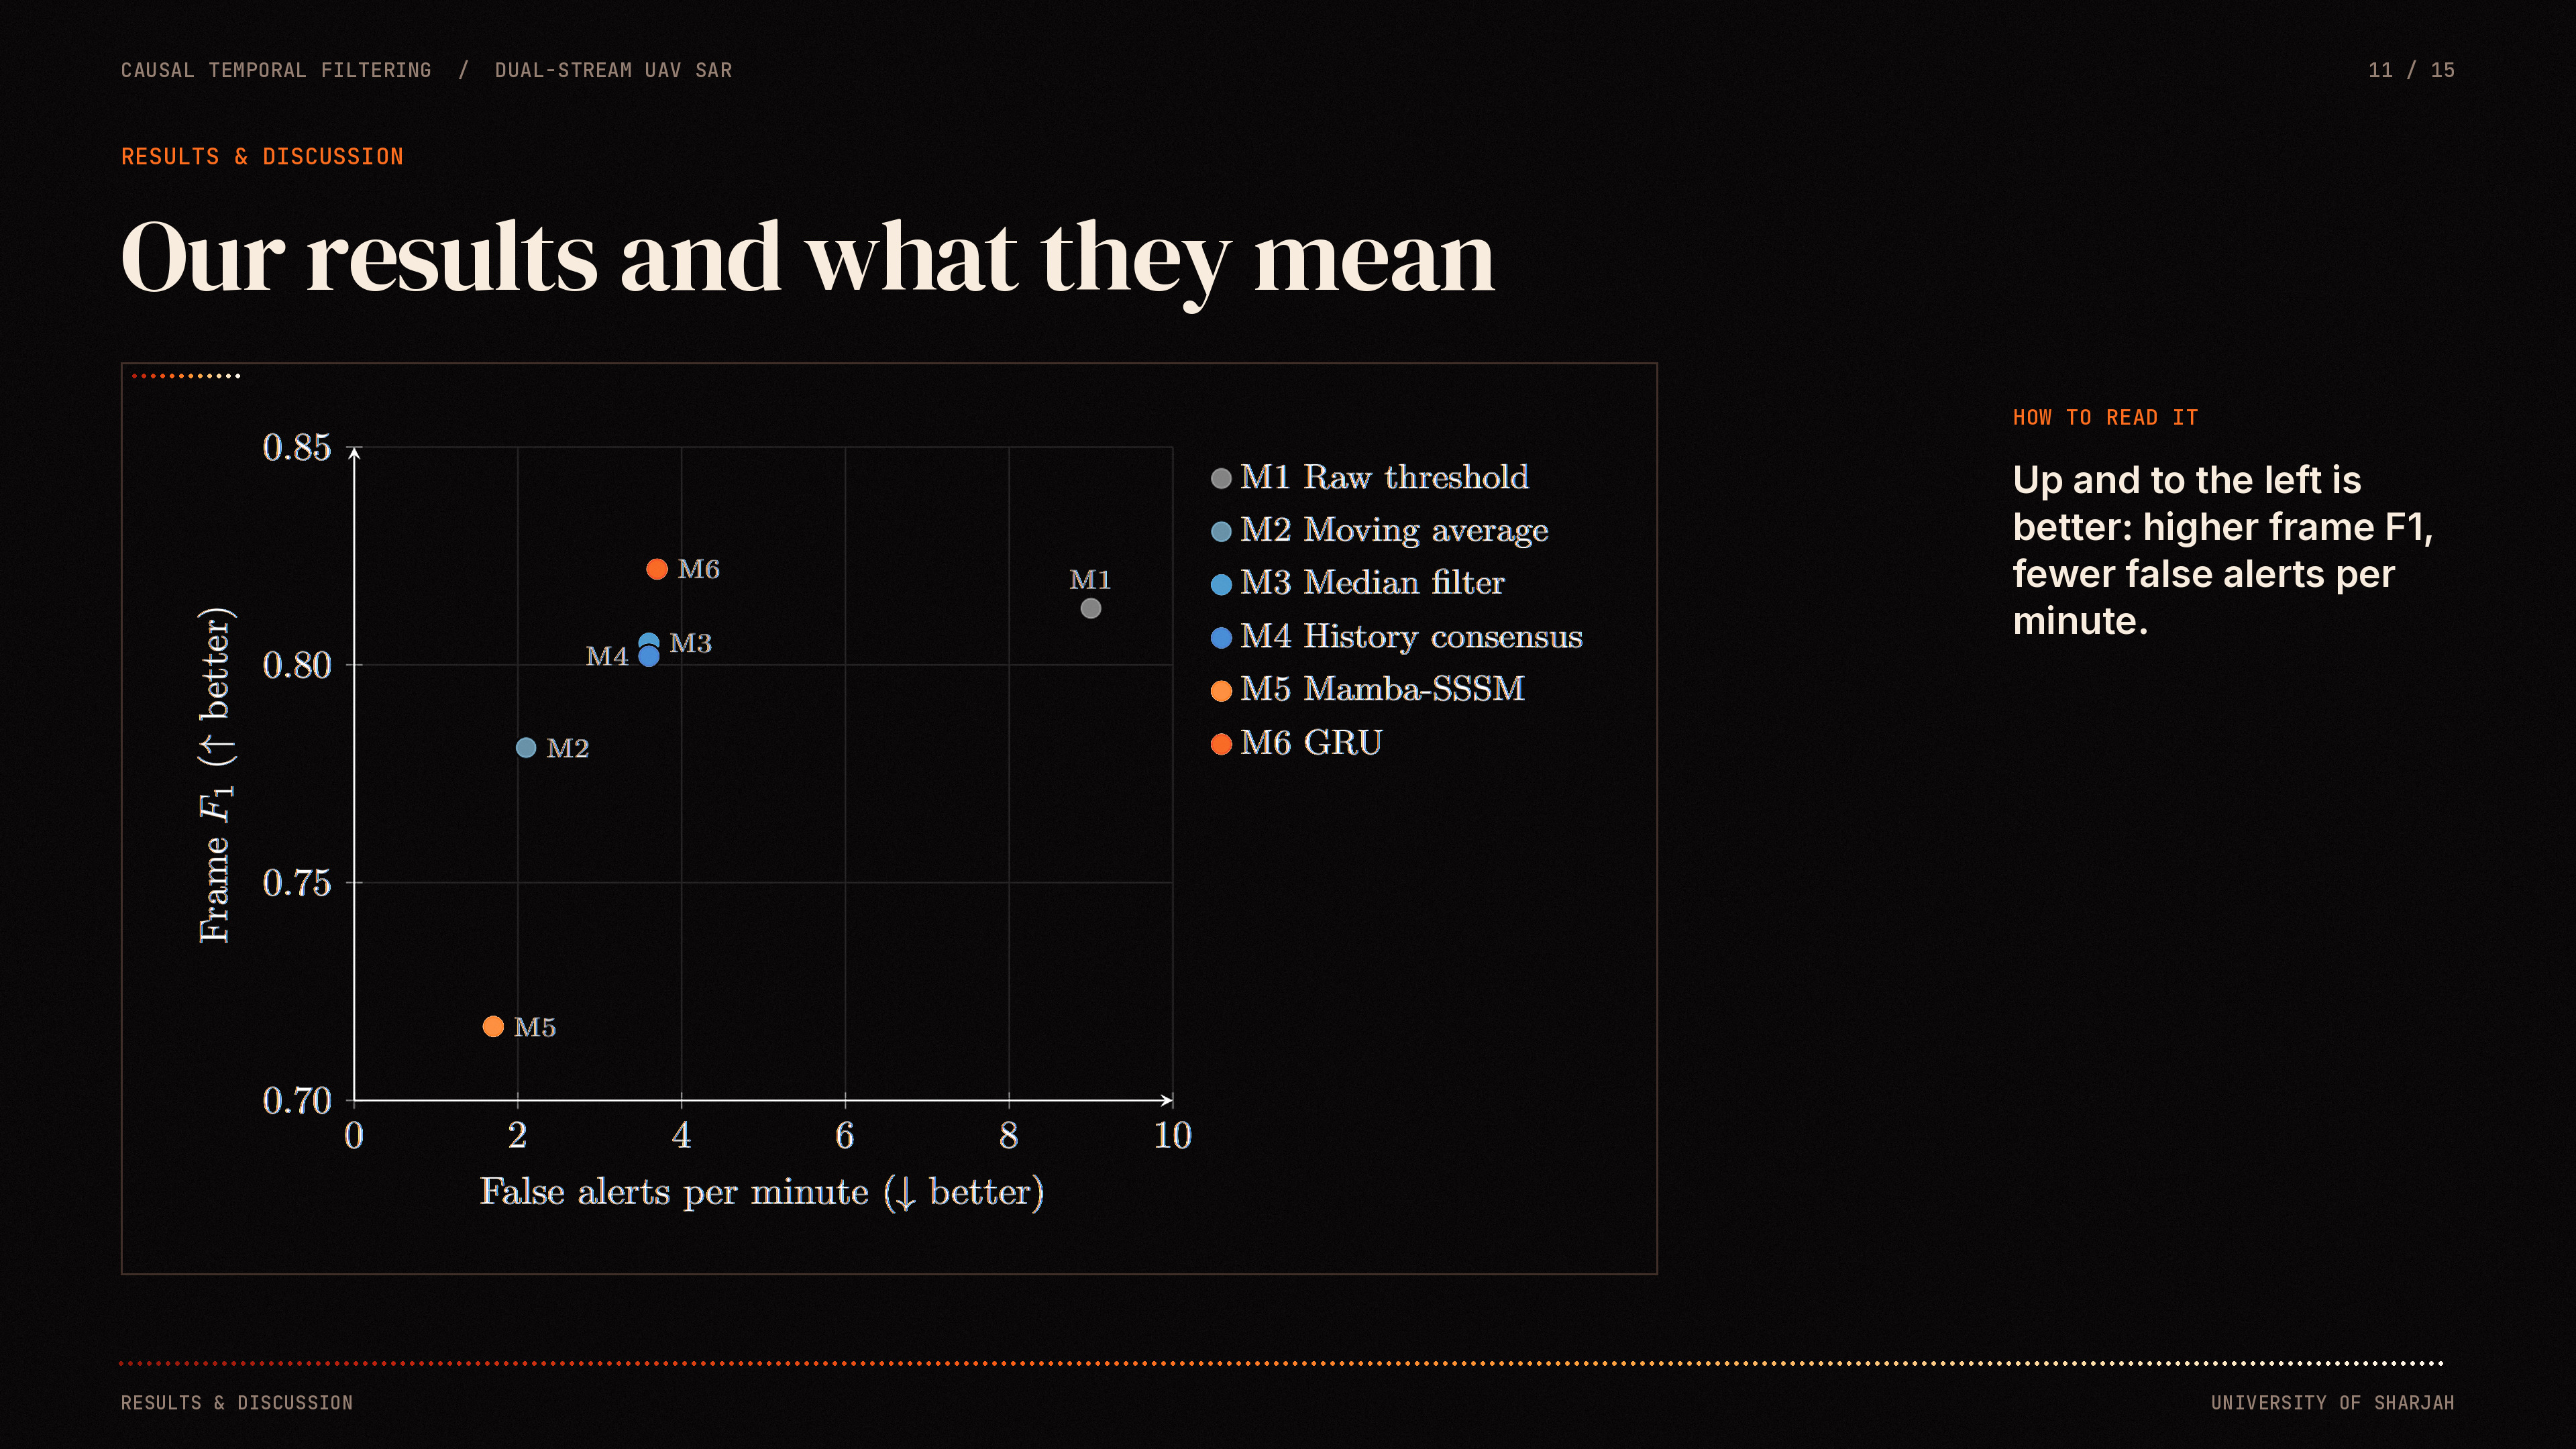 CAUSAL TEMPORAL FILTERING / DUAL-STREAM UAV SAR
11 / 15
RESULTS & DISCUSSION
Our results and what they mean
0.85
0.80
0.75
0.70
Frame F1 (↑ better)
M6
M1
M3
M4
M2
M5
0 2 4 6 8 10
False alerts per minute (↓ better)
M1 Raw threshold
M2 Moving average
M3 Median filter
M4 History consensus
M5 Mamba-SSSM
M6 GRU
HOW TO READ IT
Up and to the left is
better: higher frame F1,
fewer false alerts per
minute.
RESULTS & DISCUSSION
UNIVERSITY OF SHARJAH